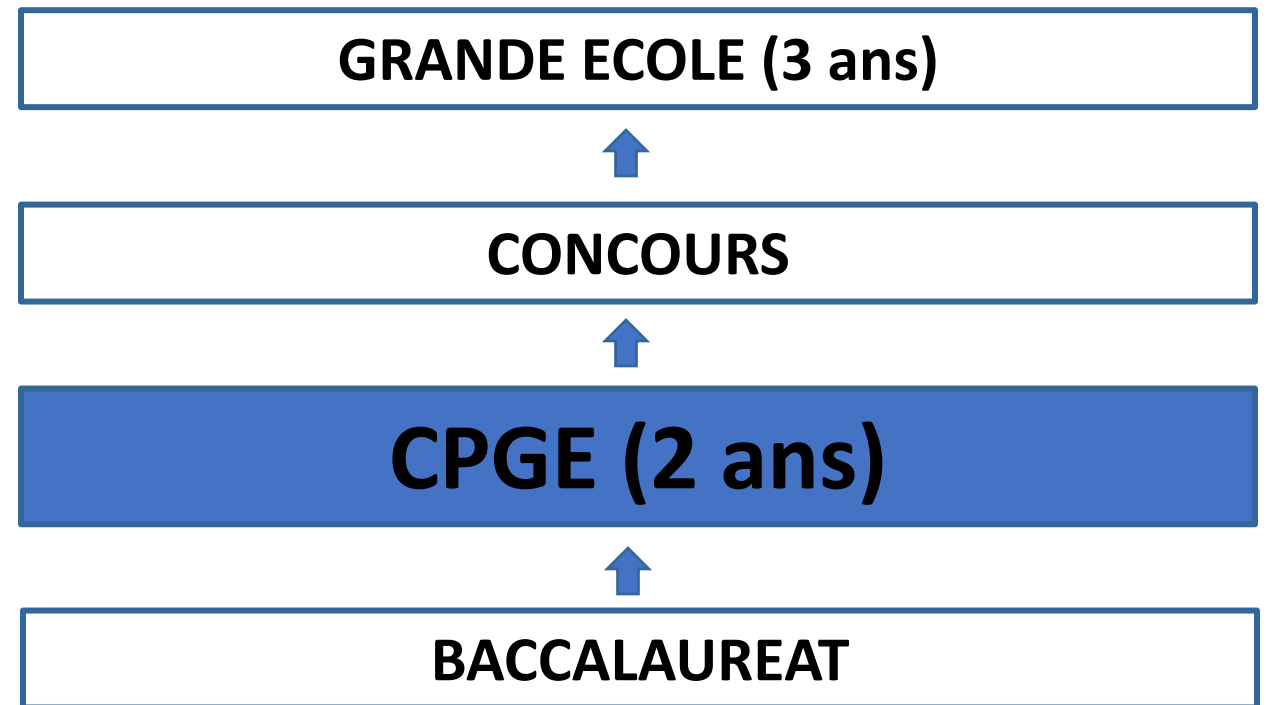 GRANDE ECOLE (3 ans)
CONCOURS
CPGE (2 ans)
BACCALAUREAT